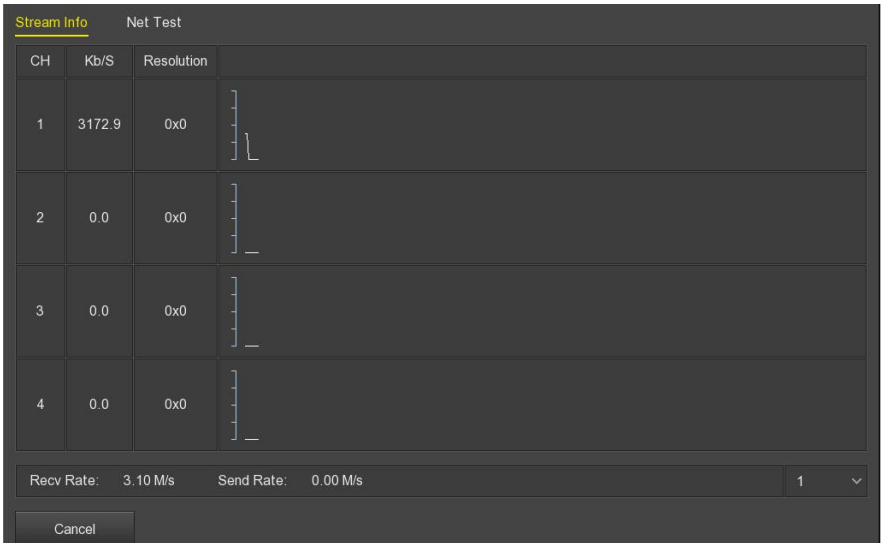 Stream Info Net Test
CH Kb/S Resolution
1 3172.9 0x0
2 0.0 0x0
3 0.0 0x0
4 0.0 0x0
Recv Rate: 3.10 M/s Send Rate: 0.00 M/s 1
Cancel